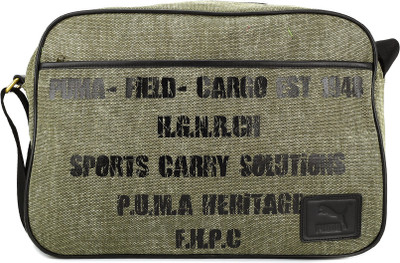 PUMA- FIELD- CARGO EST 1948
H.G.N.R.CH
SPORTS CARRY SOLUTIONS
P.U.M.A HERITAGE
F.H.P.C